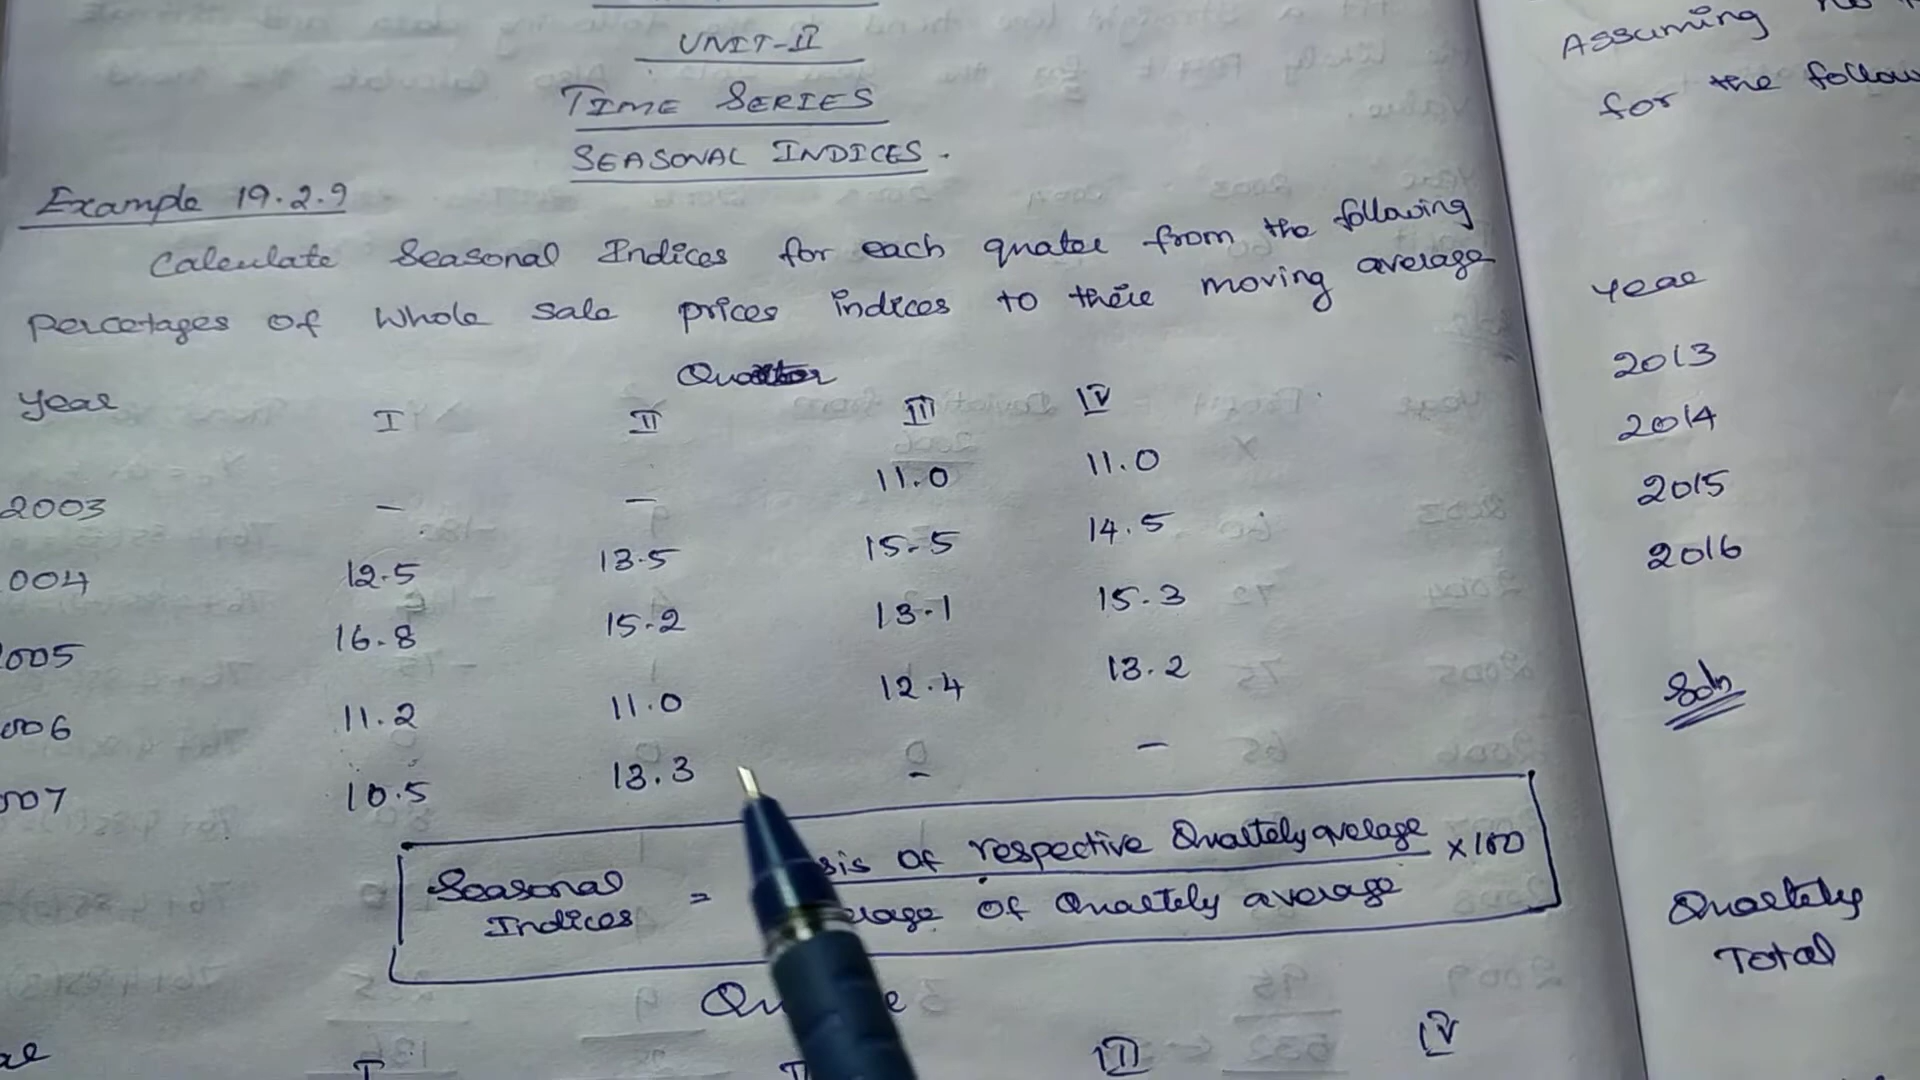 UNIT-II
TIME SERIES
SEASONAL INDICES.
Example 19.2.9
Calculate Seasonal Indices for each quater from the following
percetages of Whole Sale prices indices to their moving average
year
I II III IV
2003 - - 11.0 11.0
004 12.5 13.5 15.5 14.5
005 16.8 15.2 13.1 15.3
006 11.2 11.0 12.4 13.2
007 10.5 13.3 - -
Seasonal Indices = of respective Quartely average × 100
of Quartely average
III IV
Assuming
for the follow
year
2013
2014
2015
2016
Soln
Quartely
Total